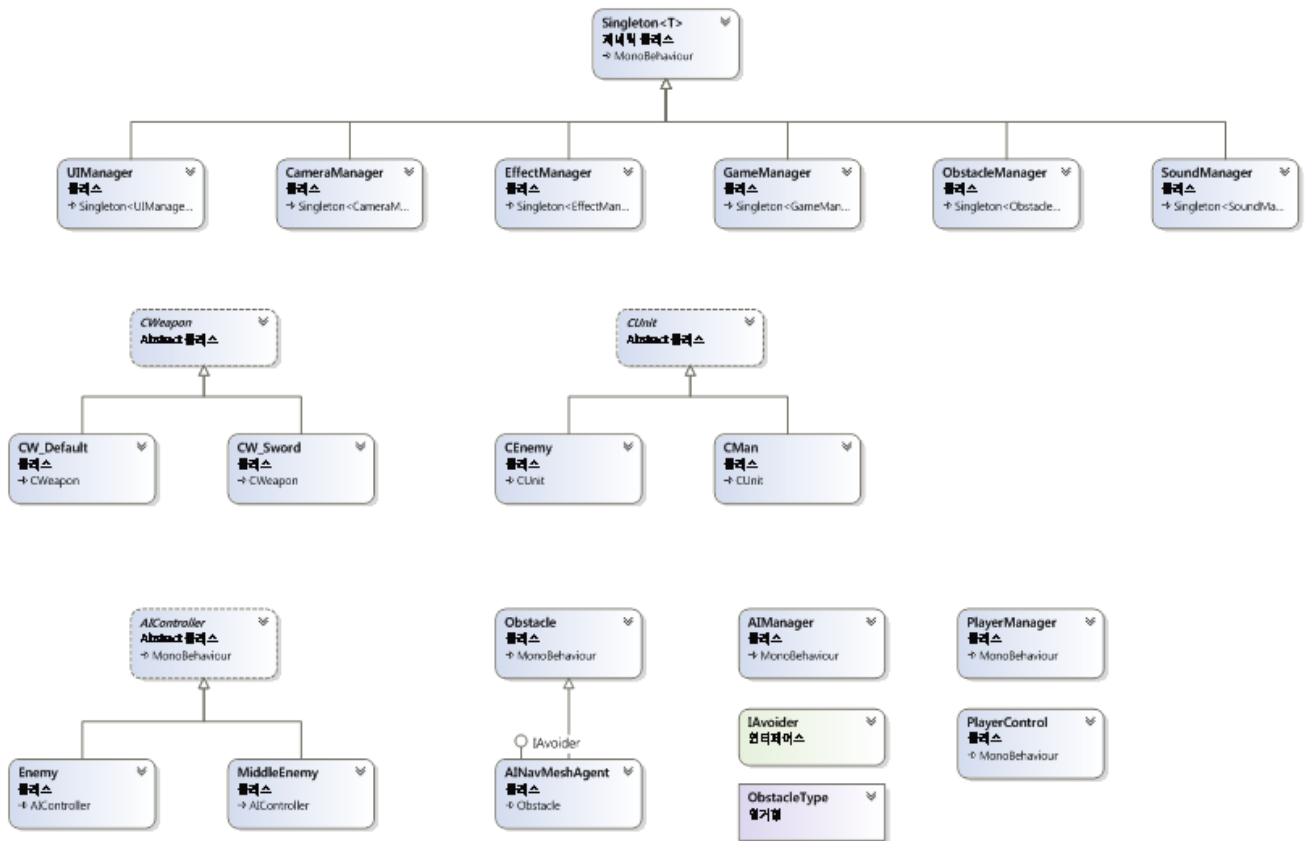 Singleton<T>
제네릭 클래스
MonoBehaviour
UIManager
클래스
Singleton<UIManage...
CameraManager
클래스
Singleton<CameraM...
EffectManager
클래스
Singleton<EffectMan...
GameManager
클래스
Singleton<GameMan...
ObstacleManager
클래스
Singleton<Obstacle...
SoundManager
클래스
Singleton<SoundMa...
CWeapon
Abstract 클래스
CUnit
Abstract 클래스
CW_Default
클래스
CWeapon
CW_Sword
클래스
CWeapon
CEnemy
클래스
CUnit
CMan
클래스
CUnit
AIController
Abstract 클래스
MonoBehaviour
Obstacle
클래스
MonoBehaviour
AIManager
클래스
MonoBehaviour
PlayerManager
클래스
MonoBehaviour
IAvoider
인터페이스
PlayerControl
클래스
MonoBehaviour
IAvoider
Enemy
클래스
AIController
MiddleEnemy
클래스
AIController
AINavMeshAgent
클래스
Obstacle
ObstacleType
열거형